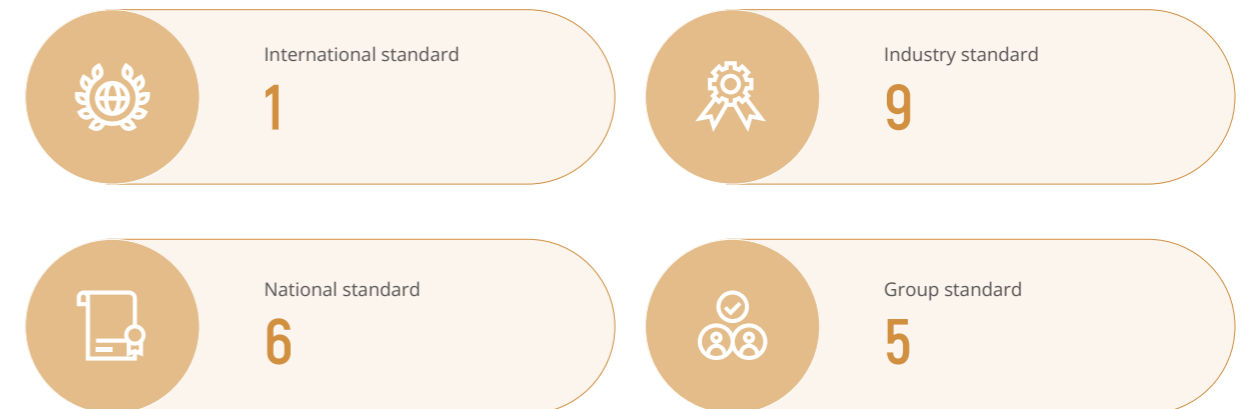 International standard
1
Industry standard
9
National standard
6
Group standard
5